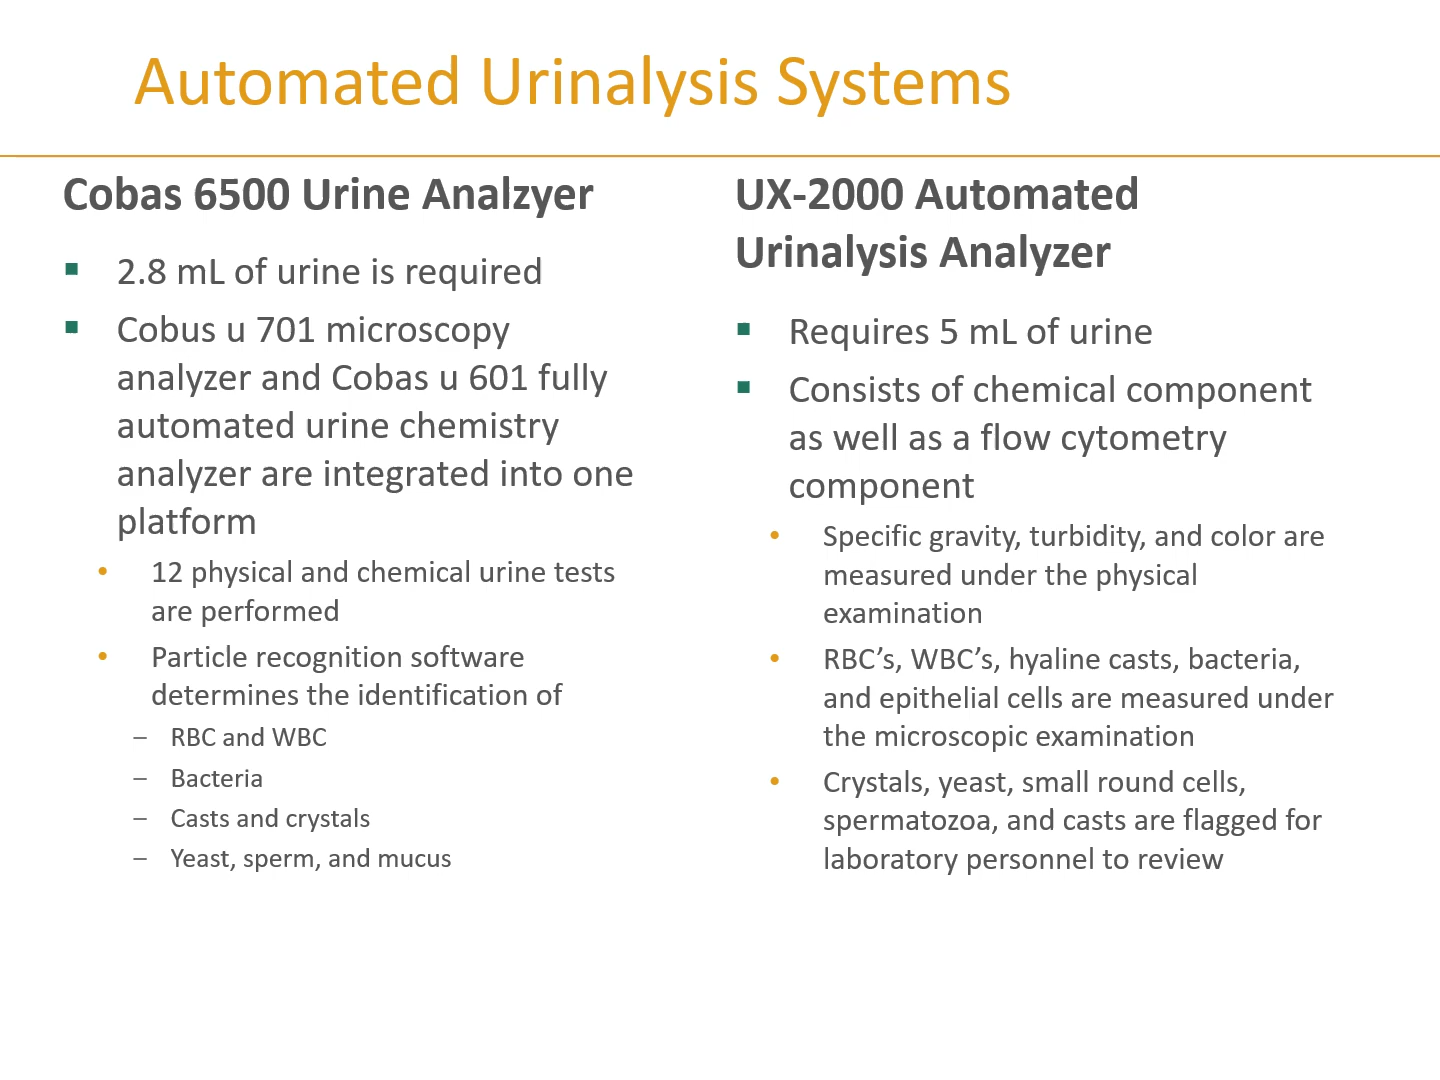 Automated Urinalysis Systems
Cobas 6500 Urine Analzyer
▪ 2.8 mL of urine is required
▪ Cobus u 701 microscopy
analyzer and Cobas u 601 fully
automated urine chemistry
analyzer are integrated into one
platform
• 12 physical and chemical urine tests
are performed
• Particle recognition software
determines the identification of
– RBC and WBC
– Bacteria
– Casts and crystals
– Yeast, sperm, and mucus
UX-2000 Automated
Urinalysis Analyzer
▪ Requires 5 mL of urine
▪ Consists of chemical component
as well as a flow cytometry
component
• Specific gravity, turbidity, and color are
measured under the physical
examination
• RBC’s, WBC’s, hyaline casts, bacteria,
and epithelial cells are measured under
the microscopic examination
• Crystals, yeast, small round cells,
spermatozoa, and casts are flagged for
laboratory personnel to review